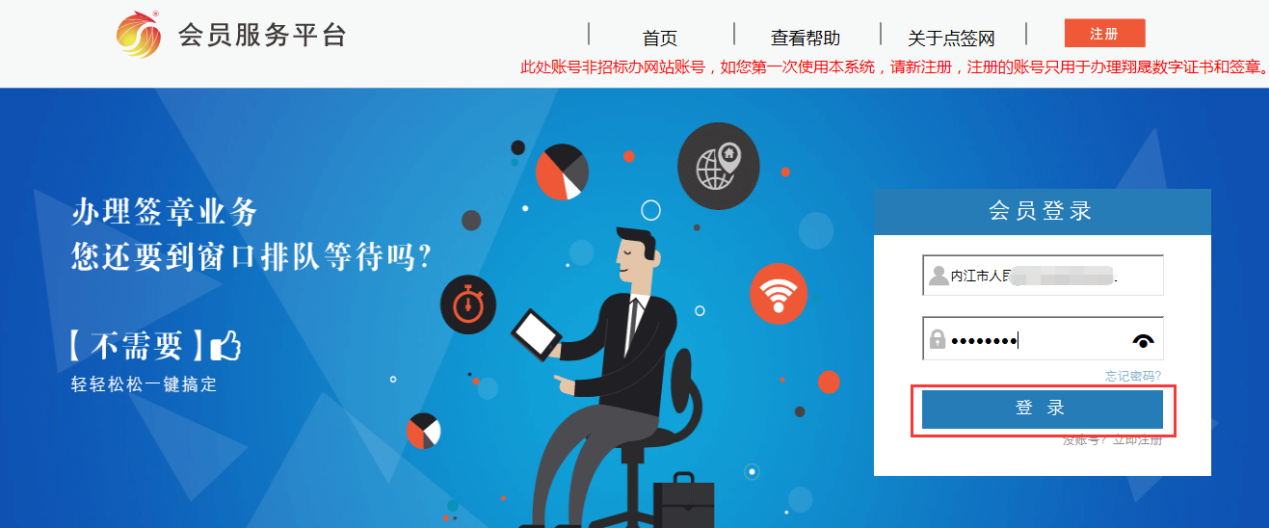 会员服务平台
首页
查看帮助
关于点签网
注册
此处账号非招标办网站账号，如您第一次使用本系统，请新注册，注册的账号只用于办理翔晟数字证书和签章。
办理签章业务
您还要到窗口排队等待吗？
【不需要】
轻轻松松一键搞定
会员登录
内江市人民
忘记密码?
登 录
没账号? 立即注册